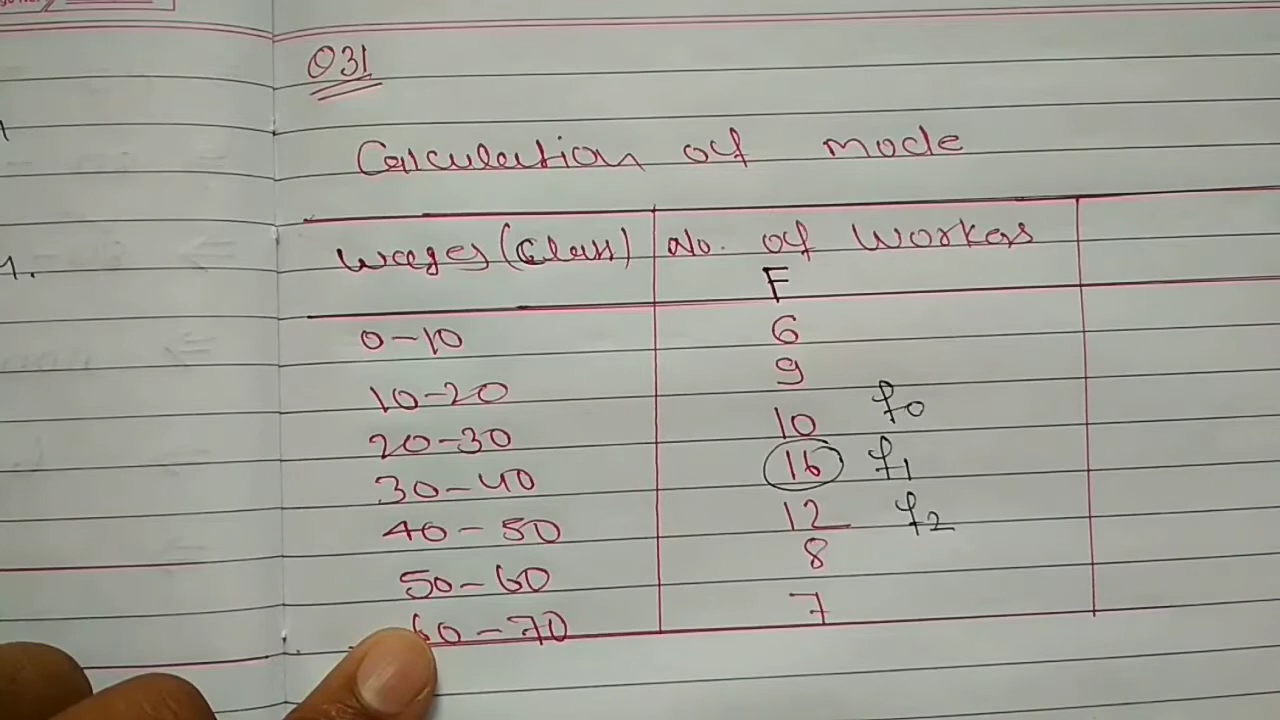 Q31
Calculation of mode
Wages (Class) No. of Workers
F
0-10 6
10-20 9
20-30 10 f0
30-40 16 f1
40-50 12 f2
50-60 8
60-70 7